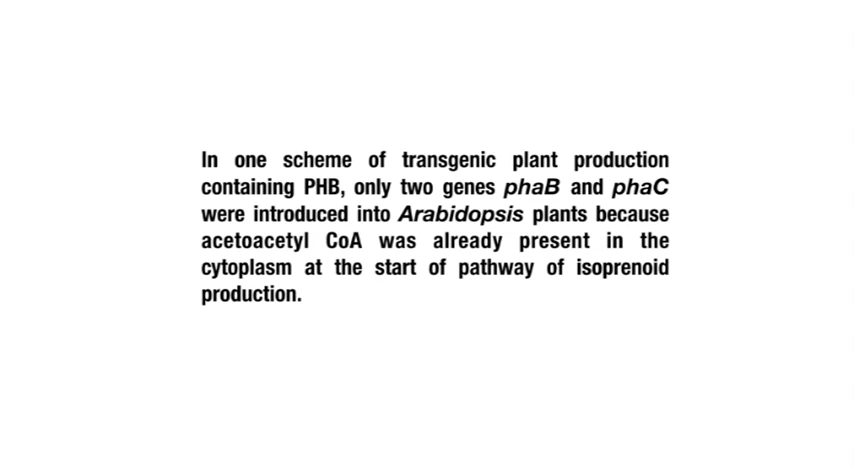 In one scheme of transgenic plant production
containing PHB, only two genes phaB and phaC
were introduced into Arabidopsis plants because
acetoacetyl CoA was already present in the
cytoplasm at the start of pathway of isoprenoid
production.